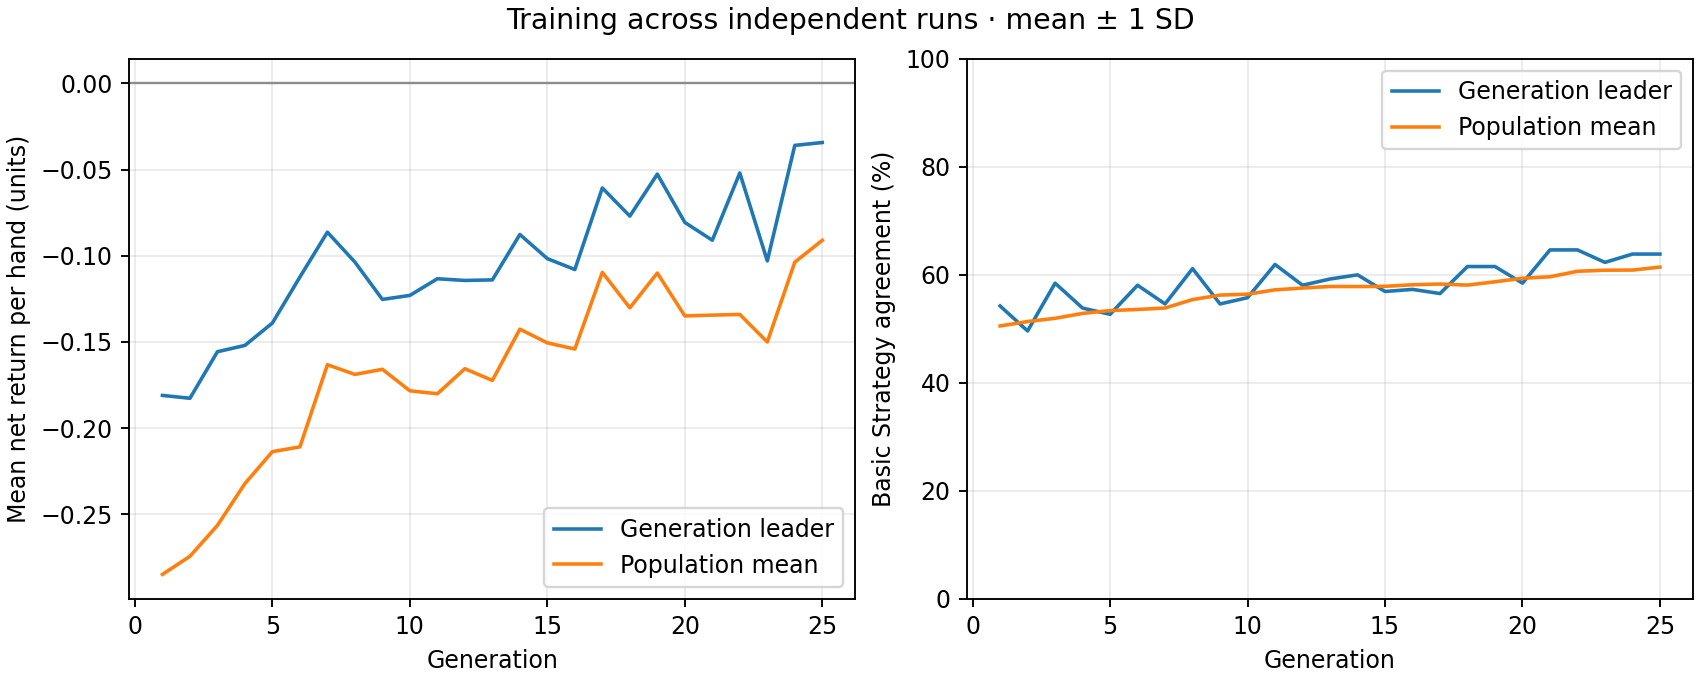 Training across independent runs · mean ± 1 SD
Mean net return per hand (units)
0.00
−0.05
−0.10
−0.15
−0.20
−0.25
Generation leader
Population mean
0 5 10 15 20 25
Generation
Basic Strategy agreement (%)
100
80
60
40
20
0
Generation leader
Population mean
0 5 10 15 20 25
Generation